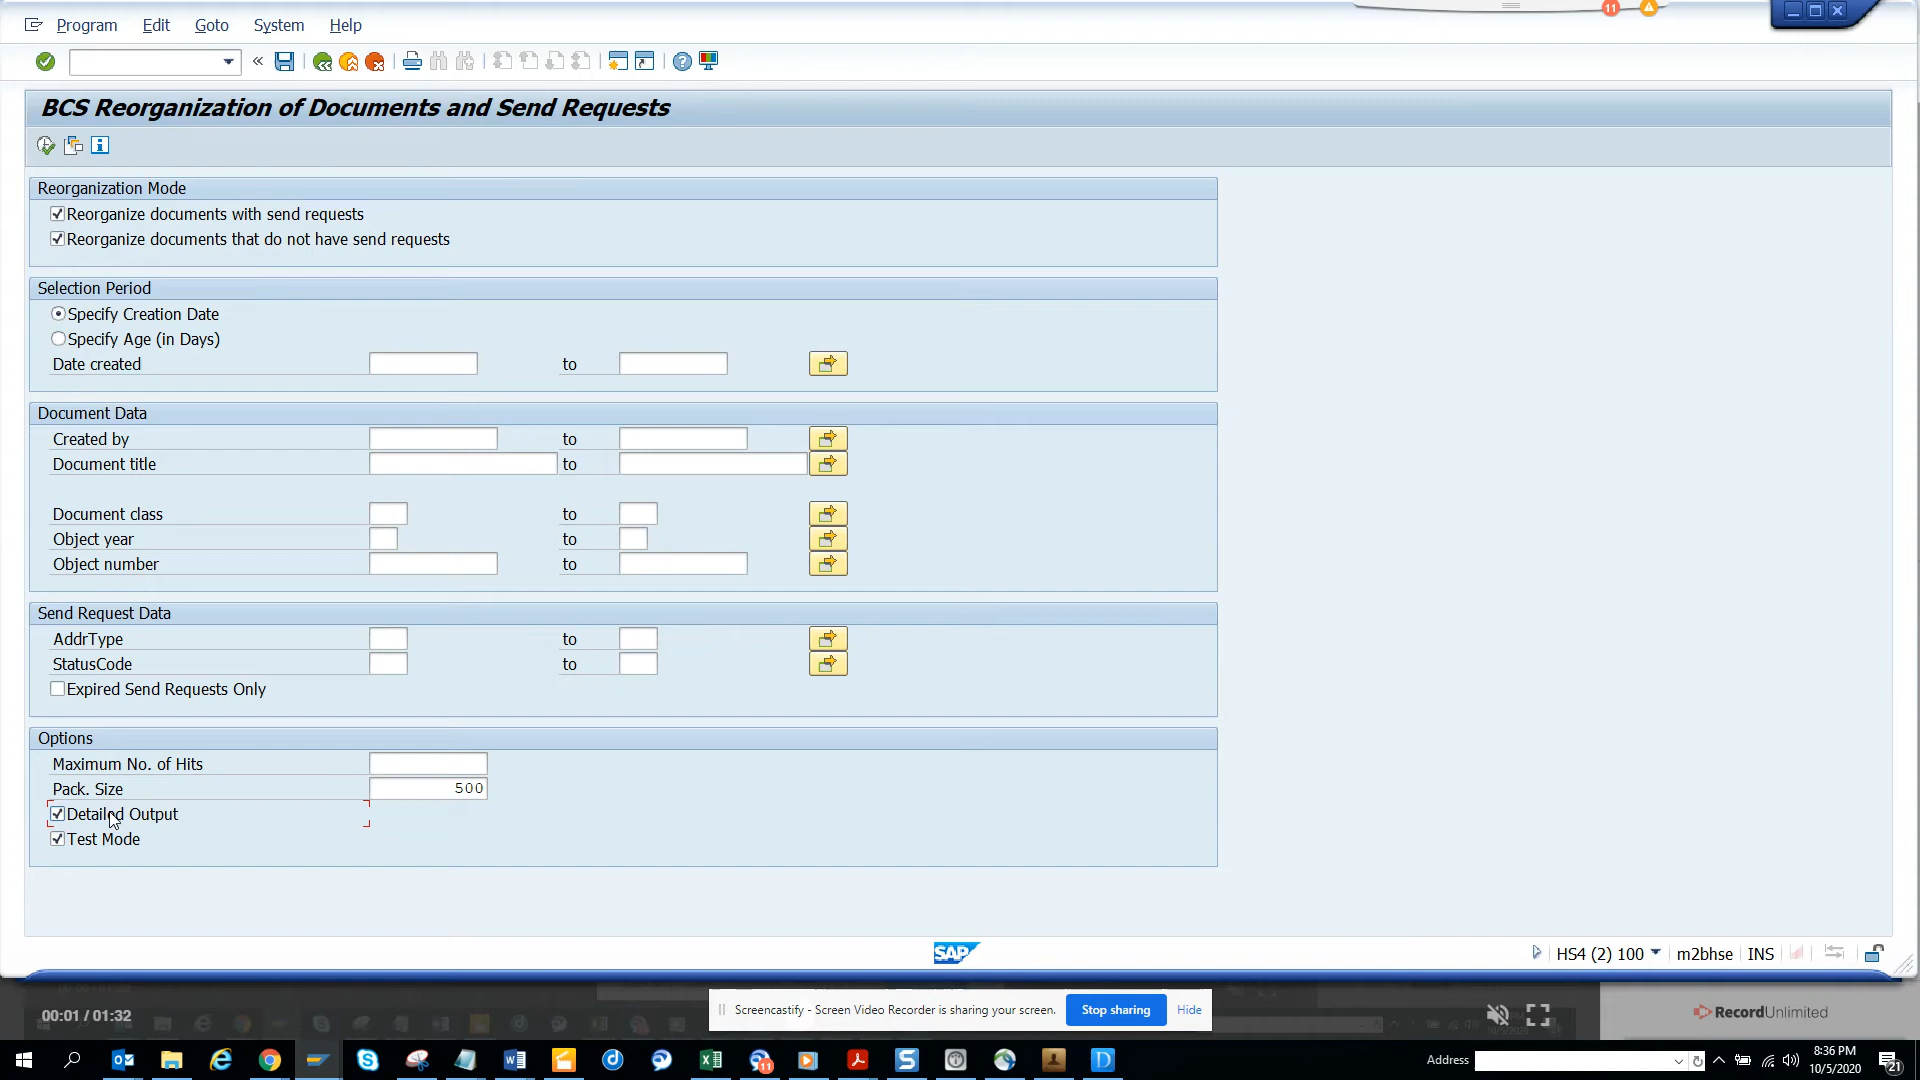 Program Edit Goto System Help
11
BCS Reorganization of Documents and Send Requests
Reorganization Mode
Reorganize documents with send requests
Reorganize documents that do not have send requests
Selection Period
Specify Creation Date
Specify Age (in Days)
Date created to
Document Data
Created by to
Document title to
Document class to
Object year to
Object number to
Send Request Data
AddrType to
StatusCode to
Expired Send Requests Only
Options
Maximum No. of Hits
Pack. Size 500
Detailed Output
Test Mode
SAP
HS4 (2) 100 m2bhse INS
00:01 / 01:32
Screencastify - Screen Video Recorder is sharing your screen. Stop sharing Hide
RecordUnlimited
Address
8:36 PM
10/5/2020
11
21